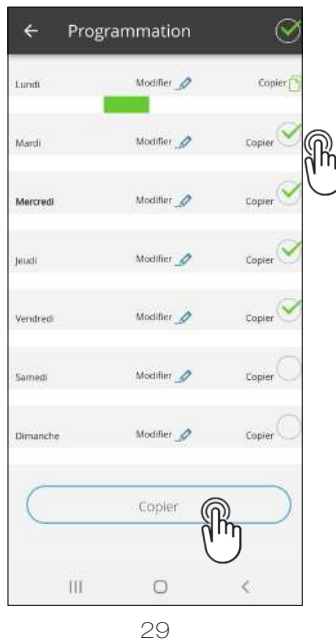 Programmation
Lundi Modifier Copier
Mardi Modifier Copier
Mercredi Modifier Copier
Jeudi Modifier Copier
Vendredi Modifier Copier
Samedi Modifier Copier
Dimanche Modifier Copier
Copier
29